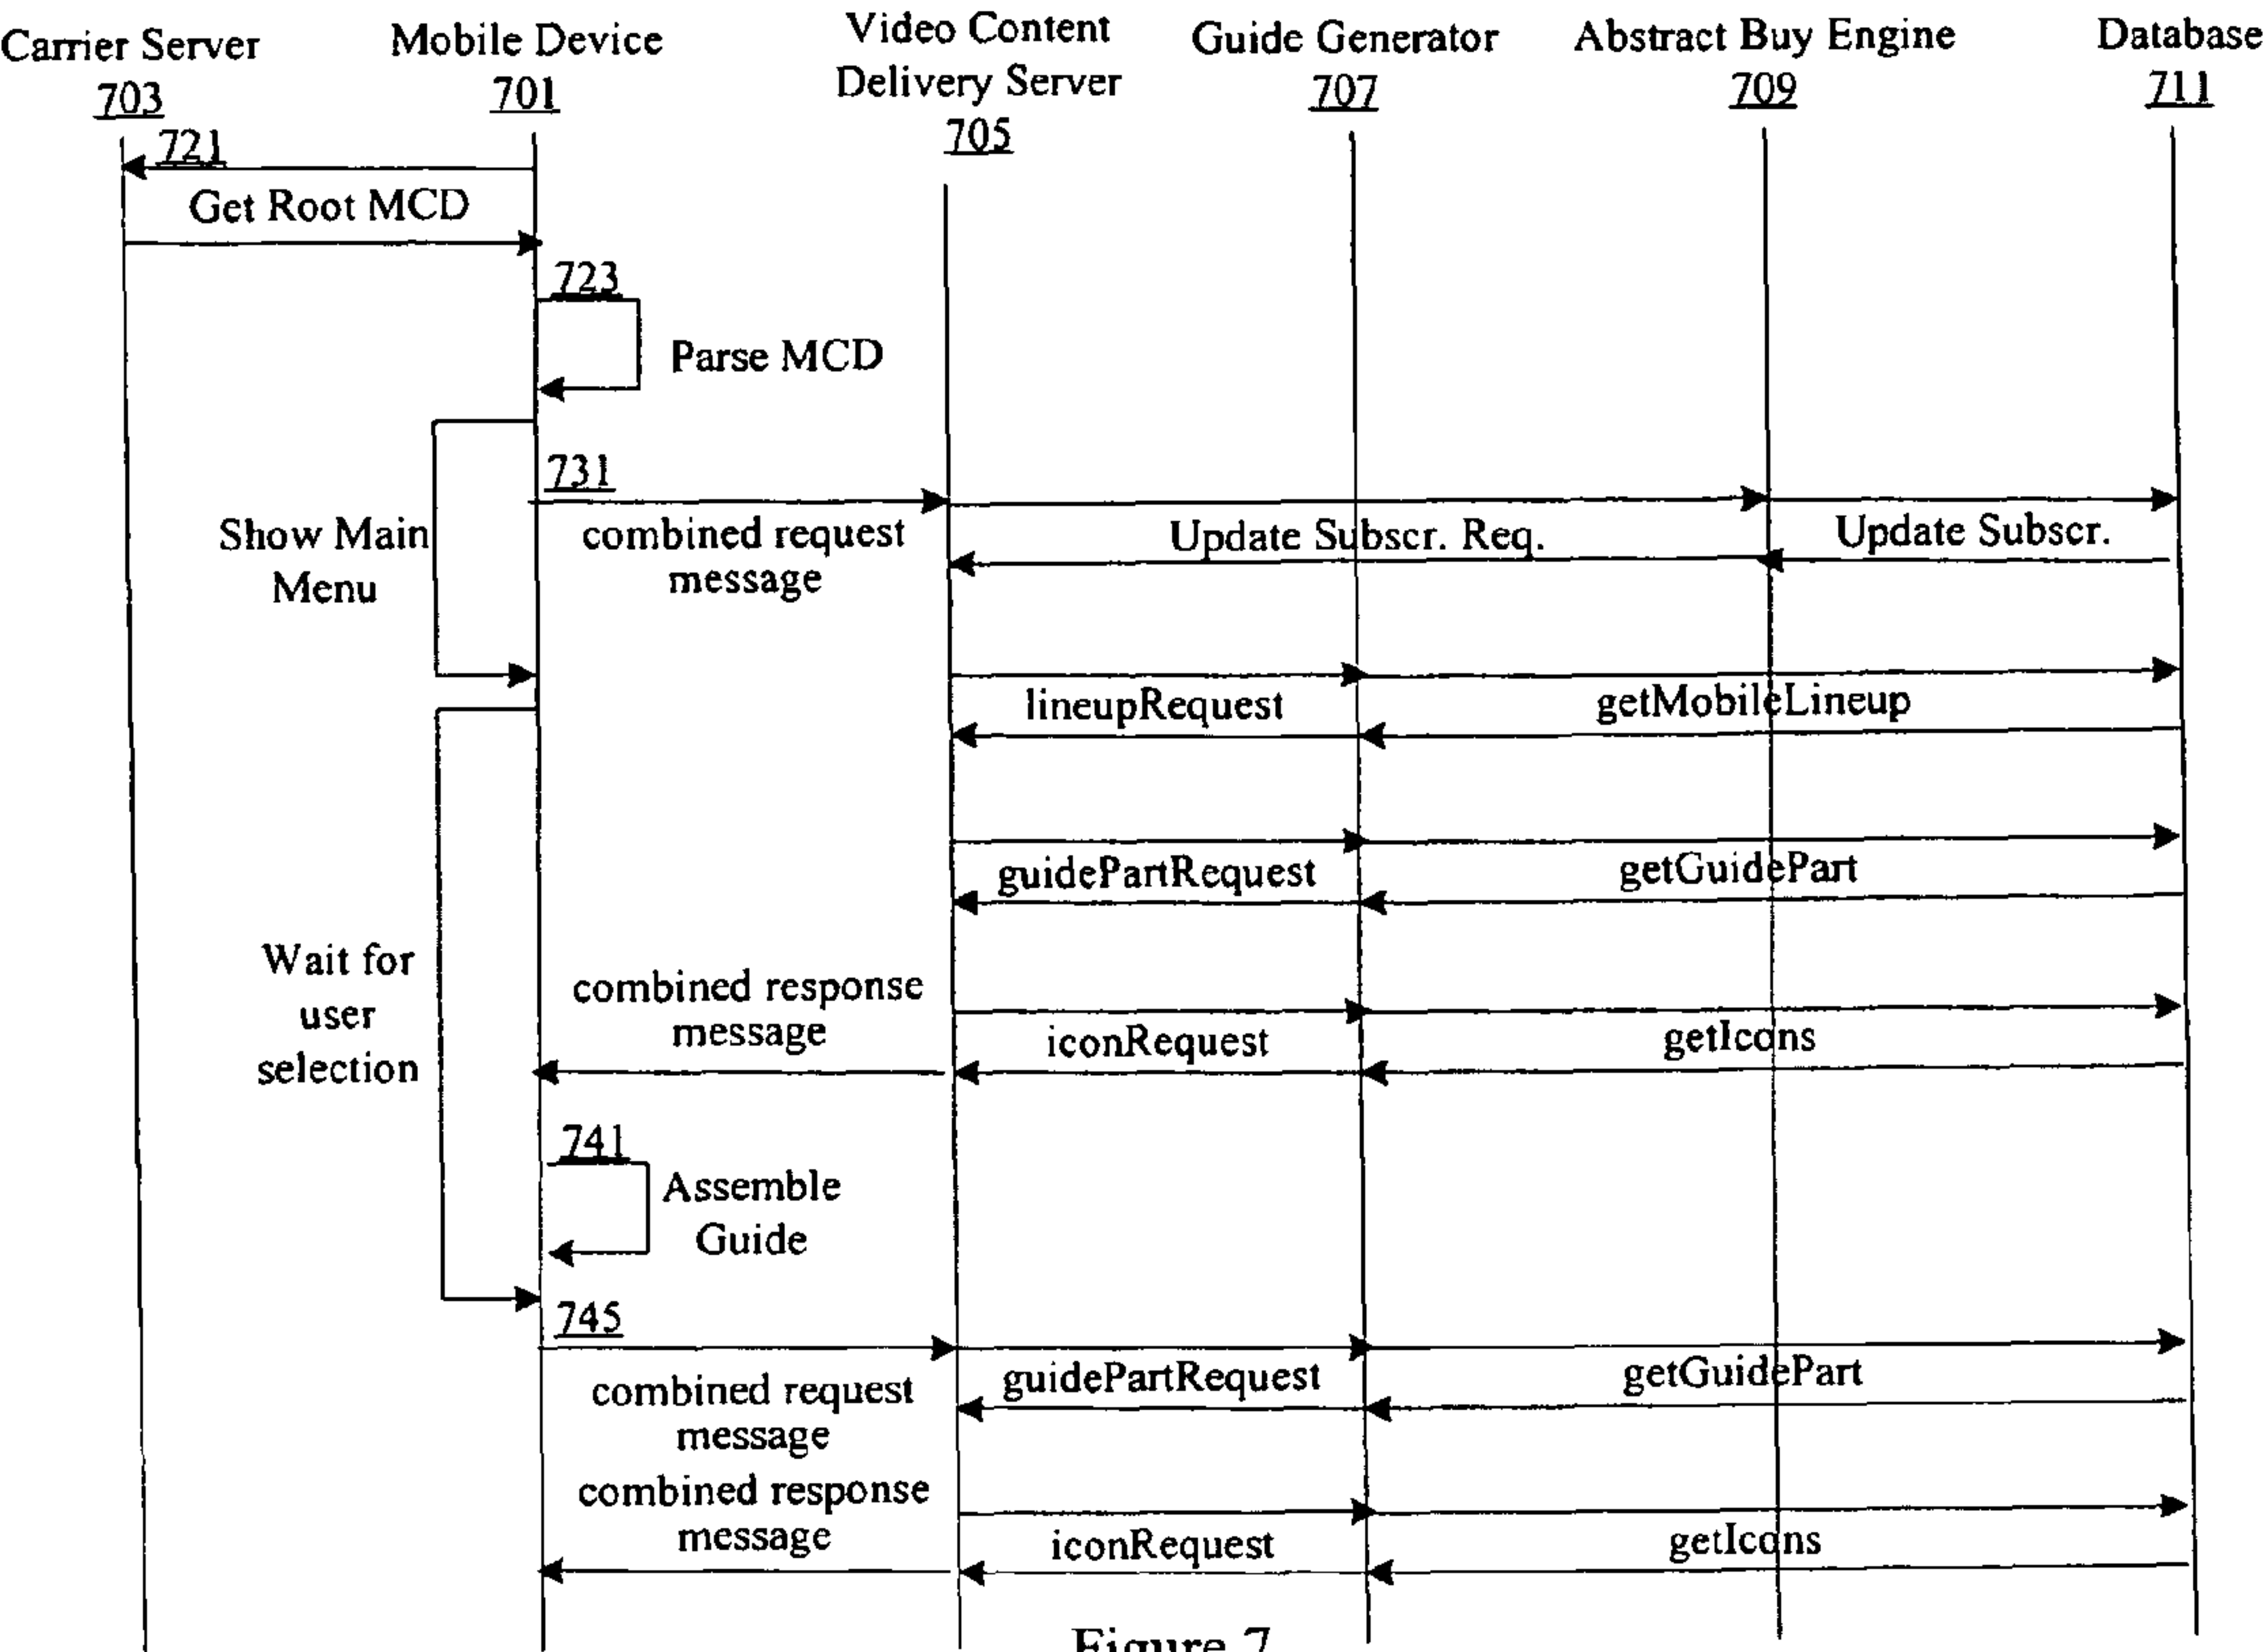 Carrier Server
703
Mobile Device
701
Video Content
Delivery Server
705
Guide Generator
707
Abstract Buy Engine
709
Database
711
721
Get Root MCD
723
Parse MCD
731
Show Main
Menu
combined request
message
Update Subscr. Req.
Update Subscr.
lineupRequest
getMobileLineup
guidePartRequest
getGuidePart
Wait for
user
selection
combined response
message
iconRequest
getIcons
741
Assemble
Guide
745
combined request
message
guidePartRequest
getGuidePart
combined response
message
iconRequest
getIcons
Figure 7